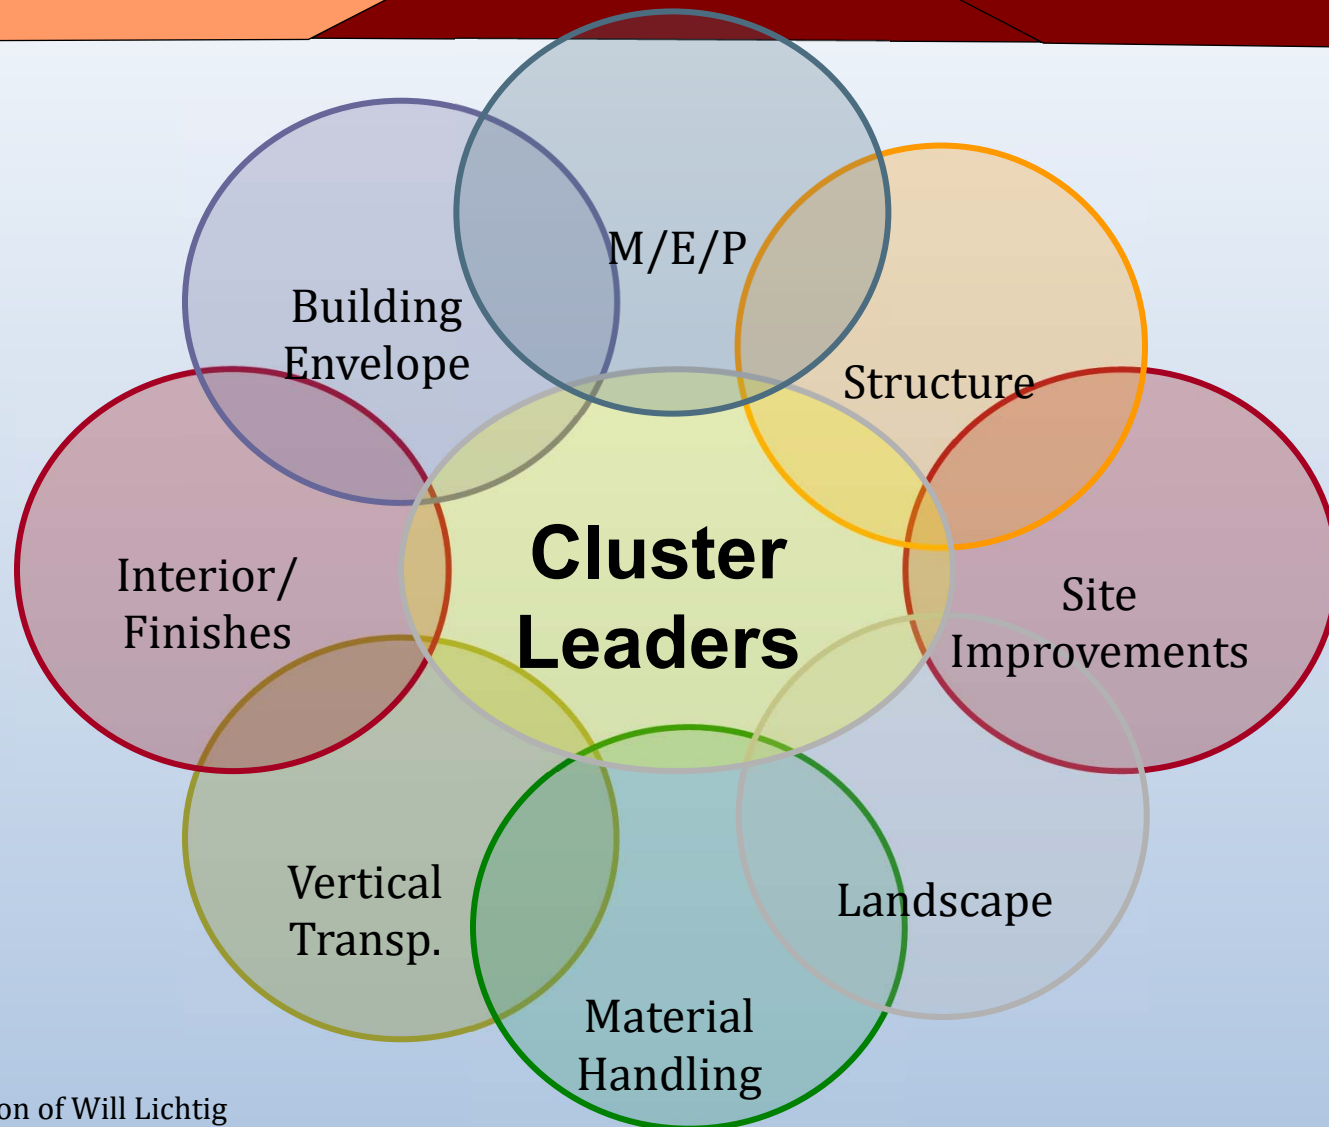 M/E/P
Building
Envelope
Structure
Cluster
Leaders
Interior/
Finishes
Site
Improvements
Vertical
Transp.
Landscape
Material
Handling
on of Will Lichtig